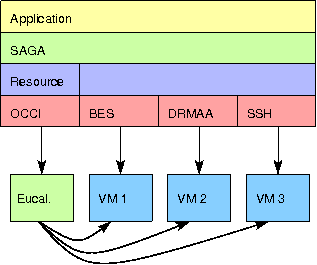 Application
SAGA
Resource
OCCI BES DRMAA SSH
Eucal. VM 1 VM 2 VM 3